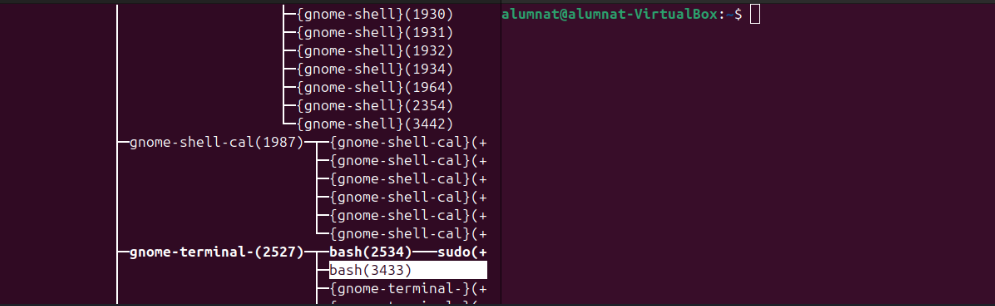 {gnome-shell}(1930)
{gnome-shell}(1931)
{gnome-shell}(1932)
{gnome-shell}(1934)
{gnome-shell}(1964)
{gnome-shell}(2354)
{gnome-shell}(3442)
gnome-shell-cal(1987) {gnome-shell-cal}(+
{gnome-shell-cal}(+
{gnome-shell-cal}(+
{gnome-shell-cal}(+
{gnome-shell-cal}(+
{gnome-shell-cal}(+
gnome-terminal-(2527) bash(2534) sudo(+
bash(3433)
{gnome-terminal-}(+
alumnat@alumnat-VirtualBox:~$